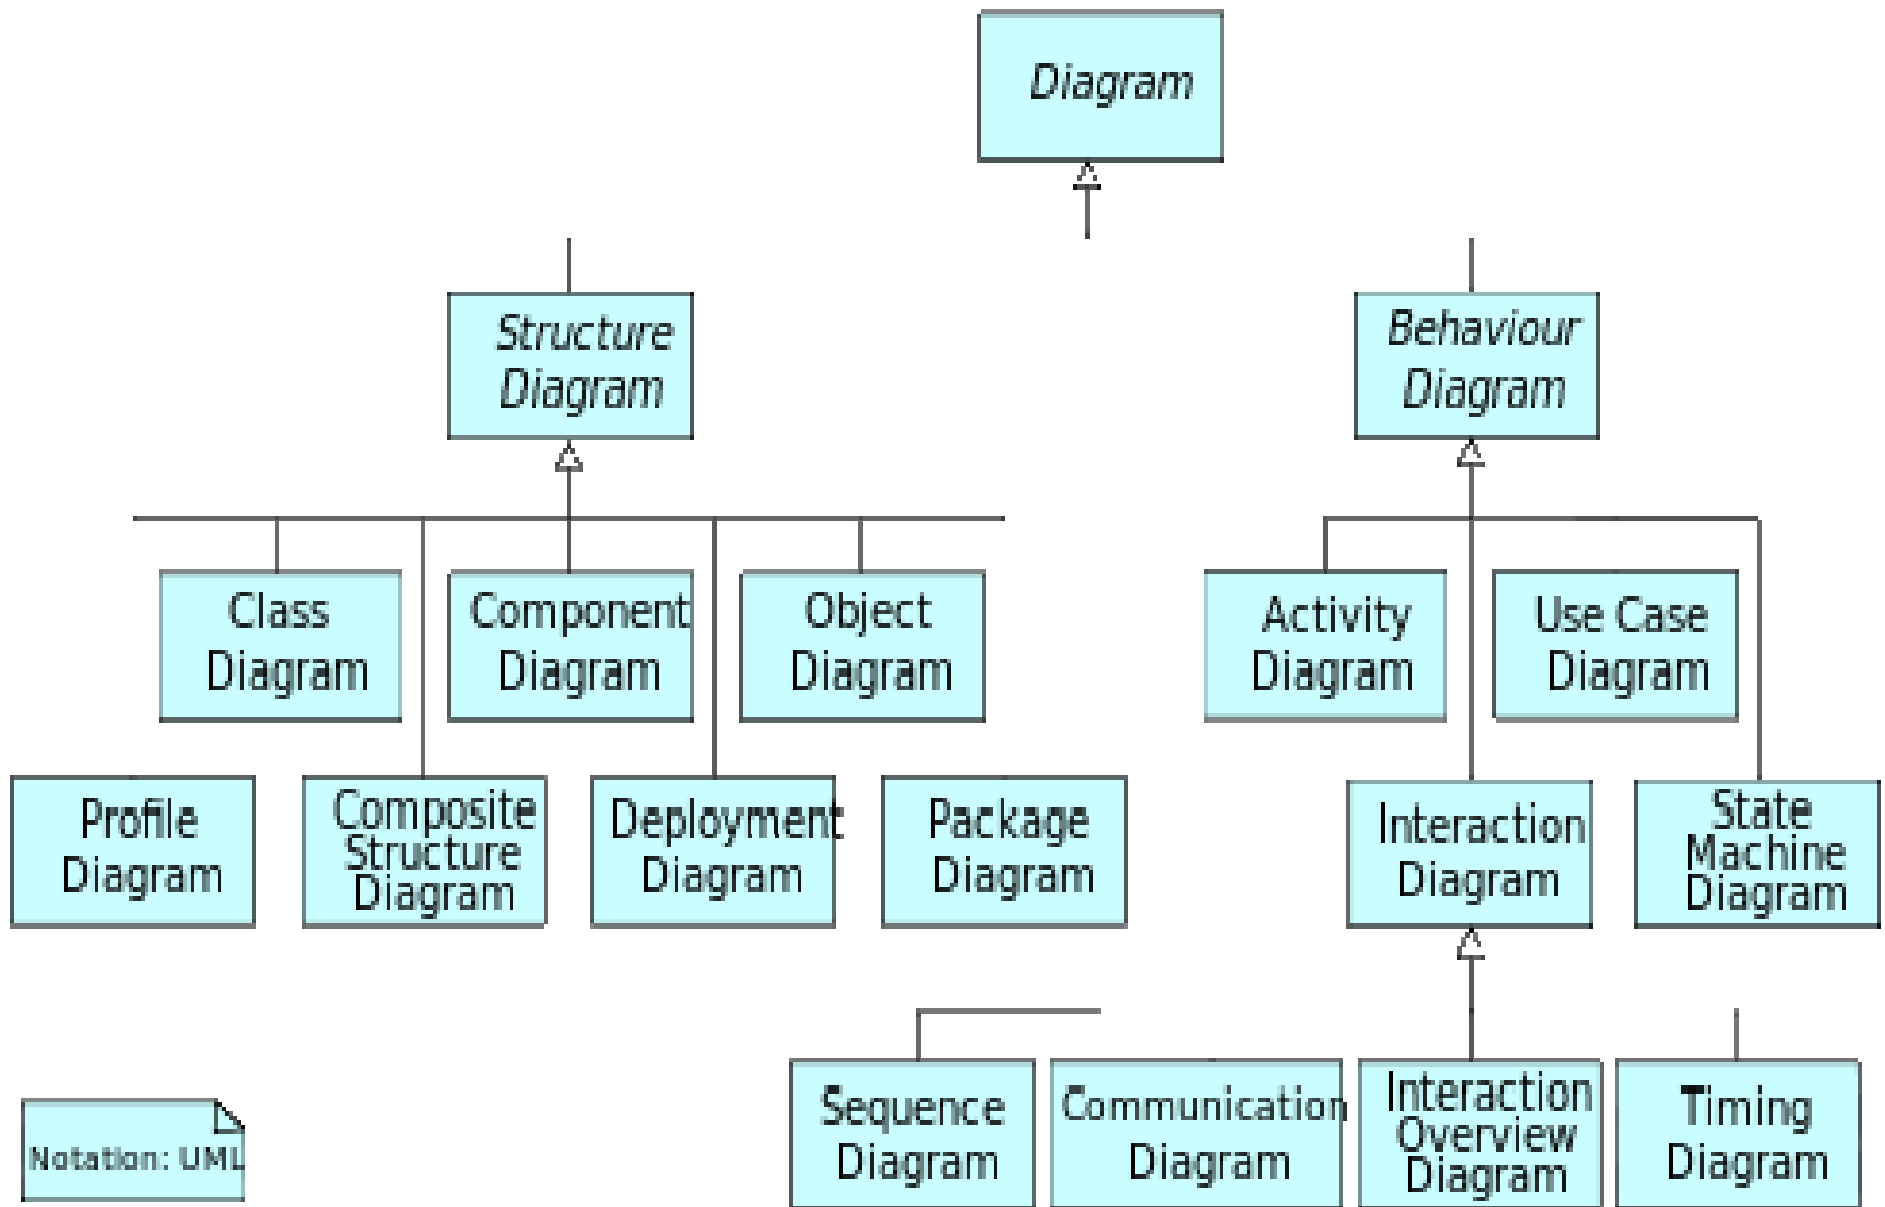 Diagram
Structure
Diagram
Behaviour
Diagram
Class
Diagram
Component
Diagram
Object
Diagram
Activity
Diagram
Use Case
Diagram
Profile
Diagram
Composite
Structure
Diagram
Deployment
Diagram
Package
Diagram
Interaction
Diagram
State
Machine
Diagram
Sequence
Diagram
Communication
Diagram
Interaction
Overview
Diagram
Timing
Diagram
Notation: UML